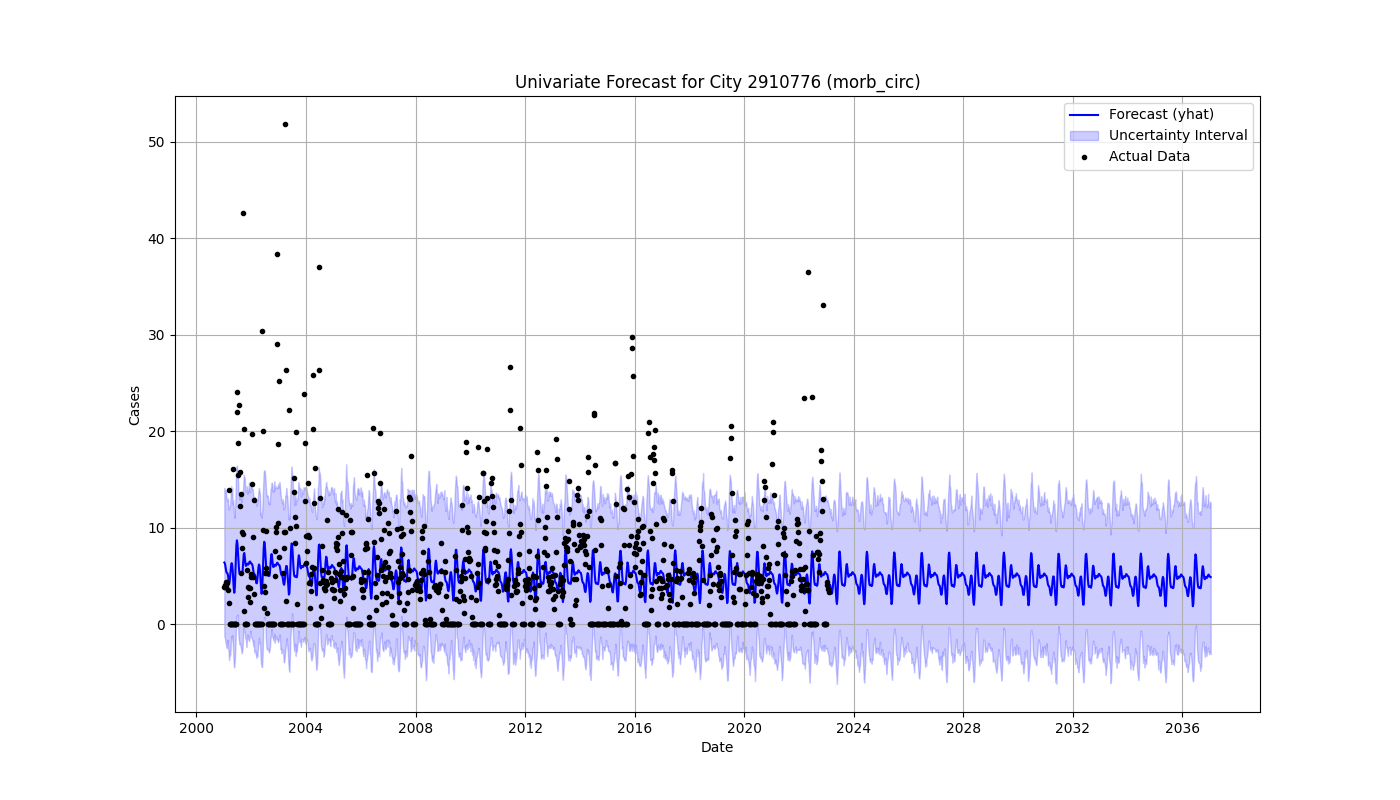 Univariate Forecast for City 2910776 (morb_circ)
Forecast (yhat)
Uncertainty Interval
Actual Data
50
40
30
20
10
0
Cases
2000 2004 2008 2012 2016 2020 2024 2028 2032 2036
Date